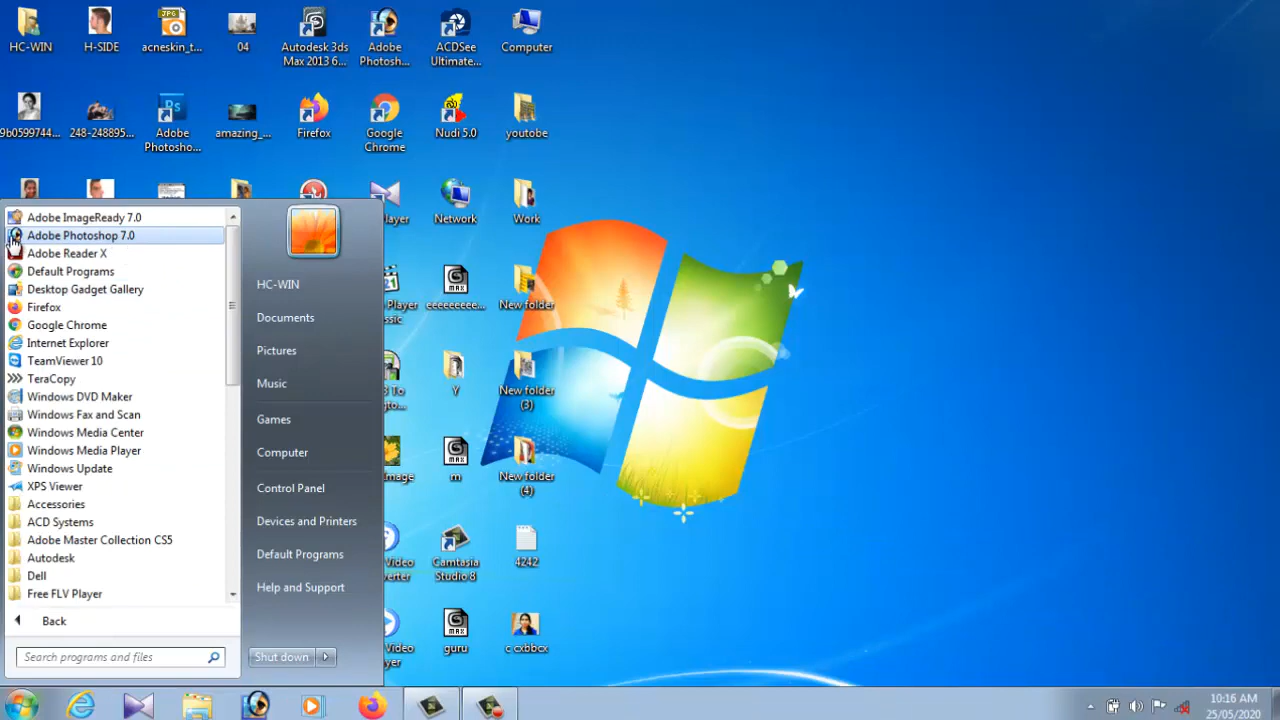 HC-WIN
H-SIDE
acneskin_t...
04
Autodesk 3ds
Max 2013 6...
Adobe
Photosh...
ACDSee
Ultimate...
Computer
9b0599744...
248-248895...
Adobe
Photosho...
amazing_...
Firefox
Google
Chrome
Nudi 5.0
youtobe
Network
Work
eeeeeeeee...
New folder
Y
New folder
(3)
m
New folder
(4)
Camtasia
Studio 8
4242
guru
c cxbbcx
Adobe ImageReady 7.0
Adobe Photoshop 7.0
Adobe Reader X
Default Programs
Desktop Gadget Gallery
Firefox
Google Chrome
Internet Explorer
TeamViewer 10
TeraCopy
Windows DVD Maker
Windows Fax and Scan
Windows Media Center
Windows Media Player
Windows Update
XPS Viewer
Accessories
ACD Systems
Adobe Master Collection CS5
Autodesk
Dell
Free FLV Player
Back
Search programs and files
HC-WIN
Documents
Pictures
Music
Games
Computer
Control Panel
Devices and Printers
Default Programs
Help and Support
Shut down
10:16 AM
25/05/2020